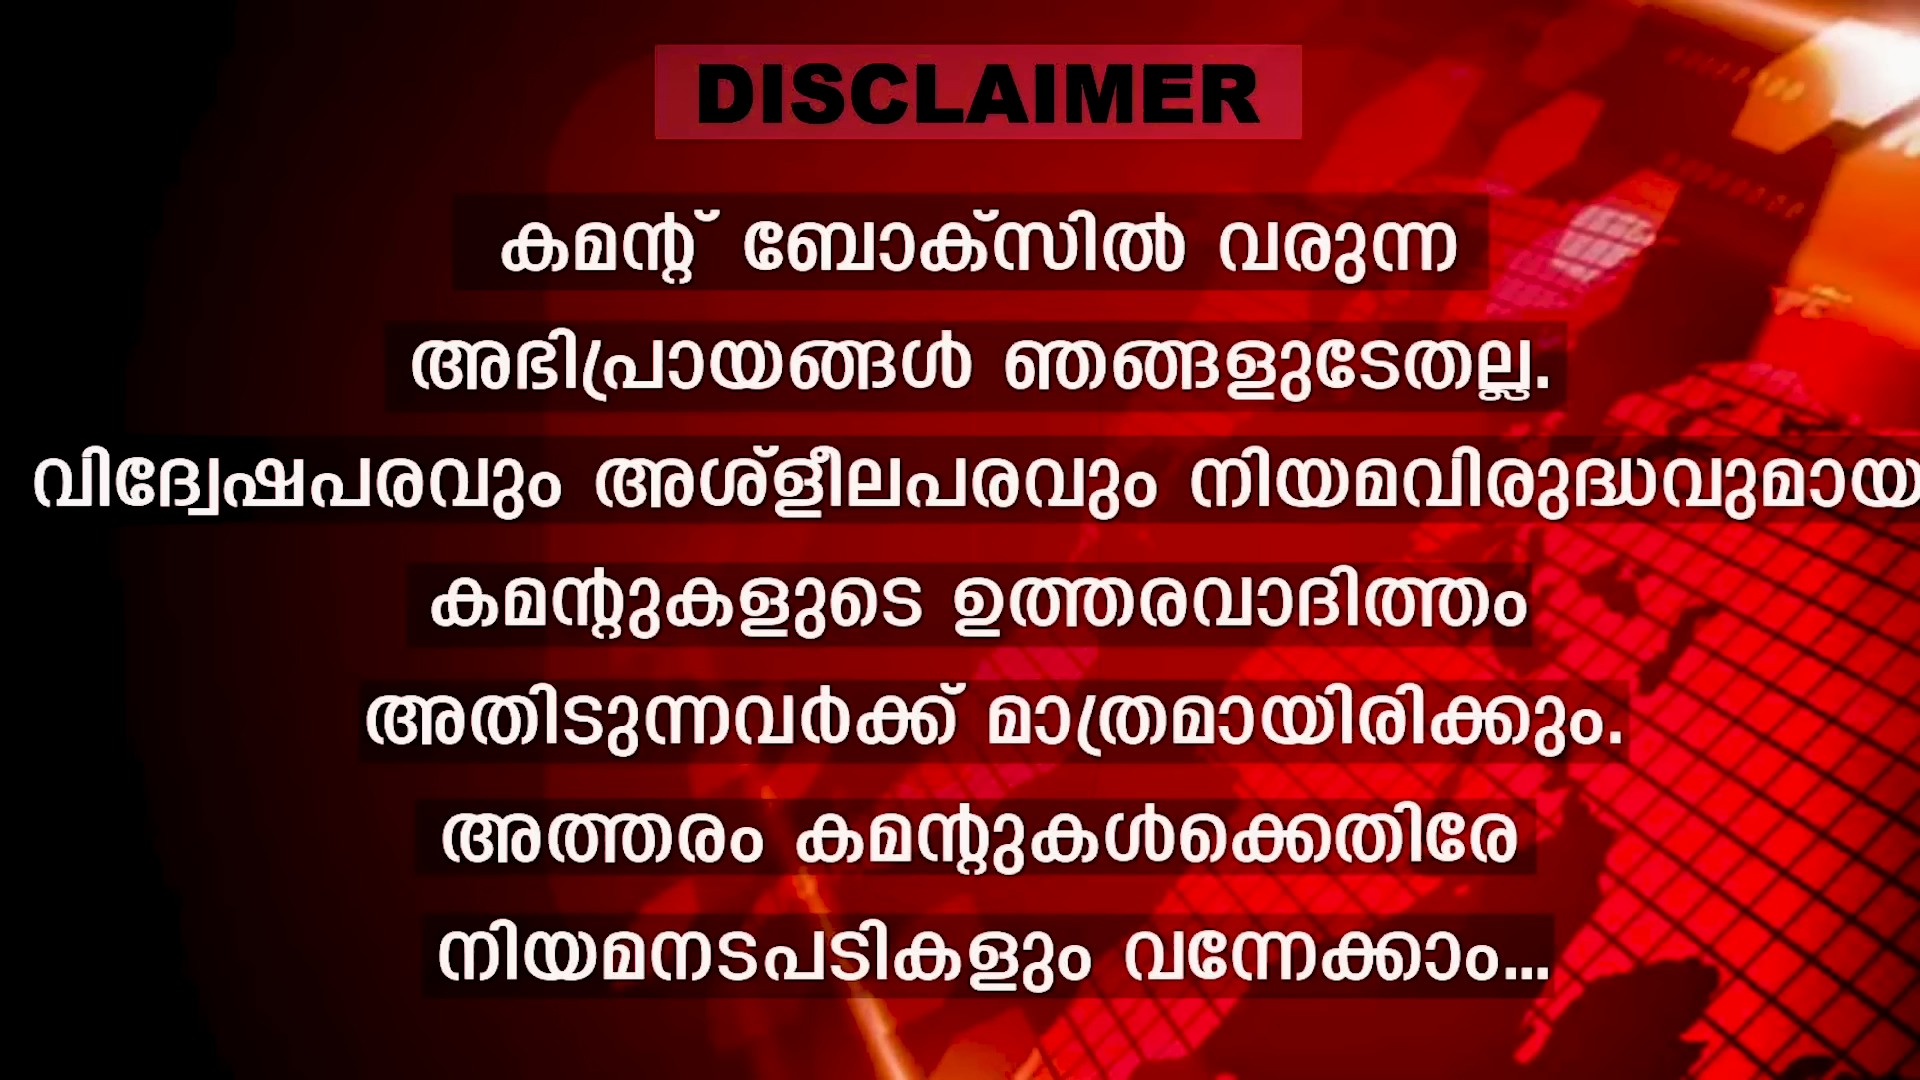 DISCLAIMER
കമന്റ് ബോക്സിൽ വരുന്ന
അഭിപ്രായങ്ങൾ ഞങ്ങളുടേതല്ല.
വിദ്വേഷപരവും അശ്ളീലപരവും നിയമവിരുദ്ധവുമായ
കമന്റുകളുടെ ഉത്തരവാദിത്തം
അതിടുന്നവർക്ക് മാത്രമായിരിക്കും.
അത്തരം കമന്റുകൾക്കെതിരേ
നിയമനടപടികളും വന്നേക്കാം...